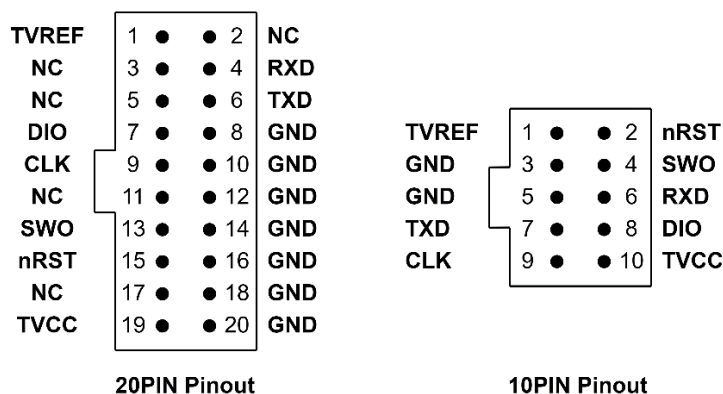 TVREF 1 2 NC
NC 3 4 RXD
NC 5 6 TXD
DIO 7 8 GND
CLK 9 10 GND
NC 11 12 GND
SWO 13 14 GND
nRST 15 16 GND
NC 17 18 GND
TVCC 19 20 GND
20PIN Pinout
TVREF 1 2 nRST
GND 3 4 SWO
GND 5 6 RXD
TXD 7 8 DIO
CLK 9 10 TVCC
10PIN Pinout